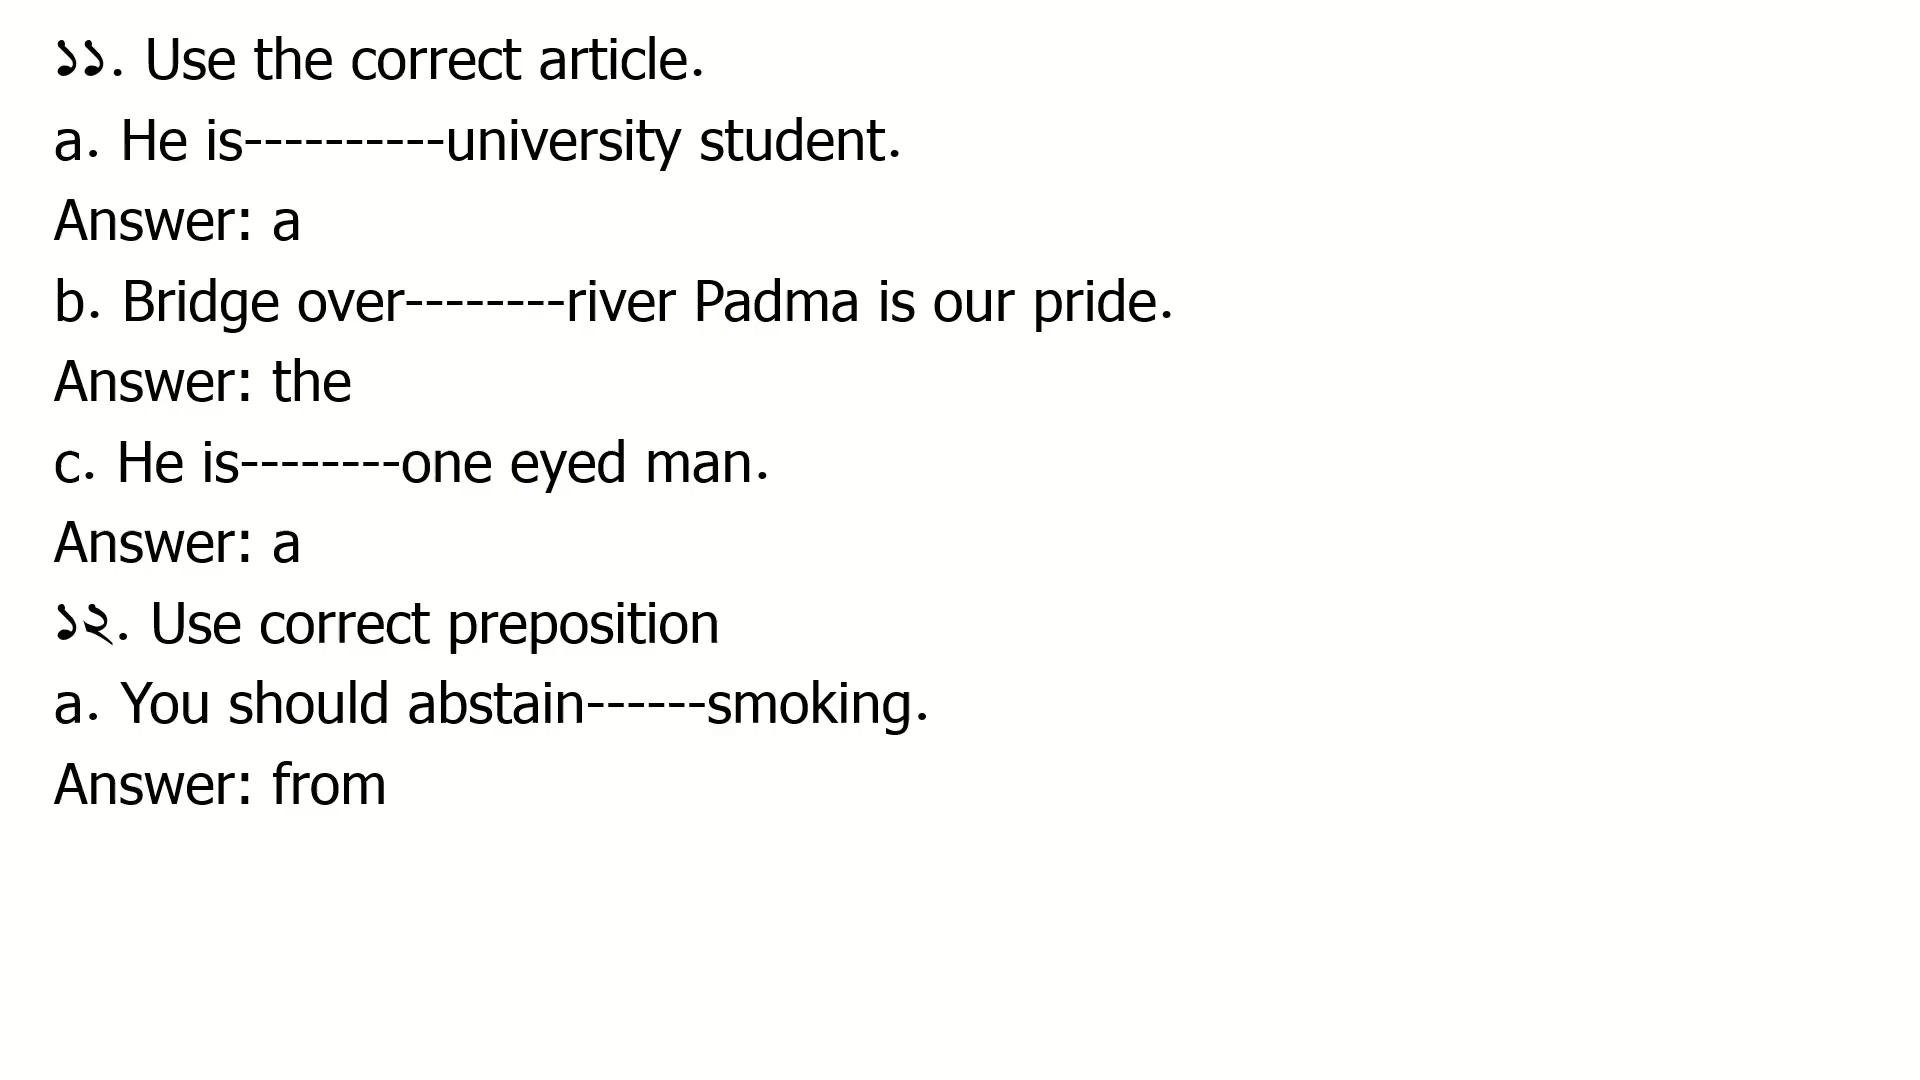 ১১. Use the correct article.
a. He is----------university student.
Answer: a
b. Bridge over--------river Padma is our pride.
Answer: the
c. He is--------one eyed man.
Answer: a
১২. Use correct preposition
a. You should abstain------smoking.
Answer: from